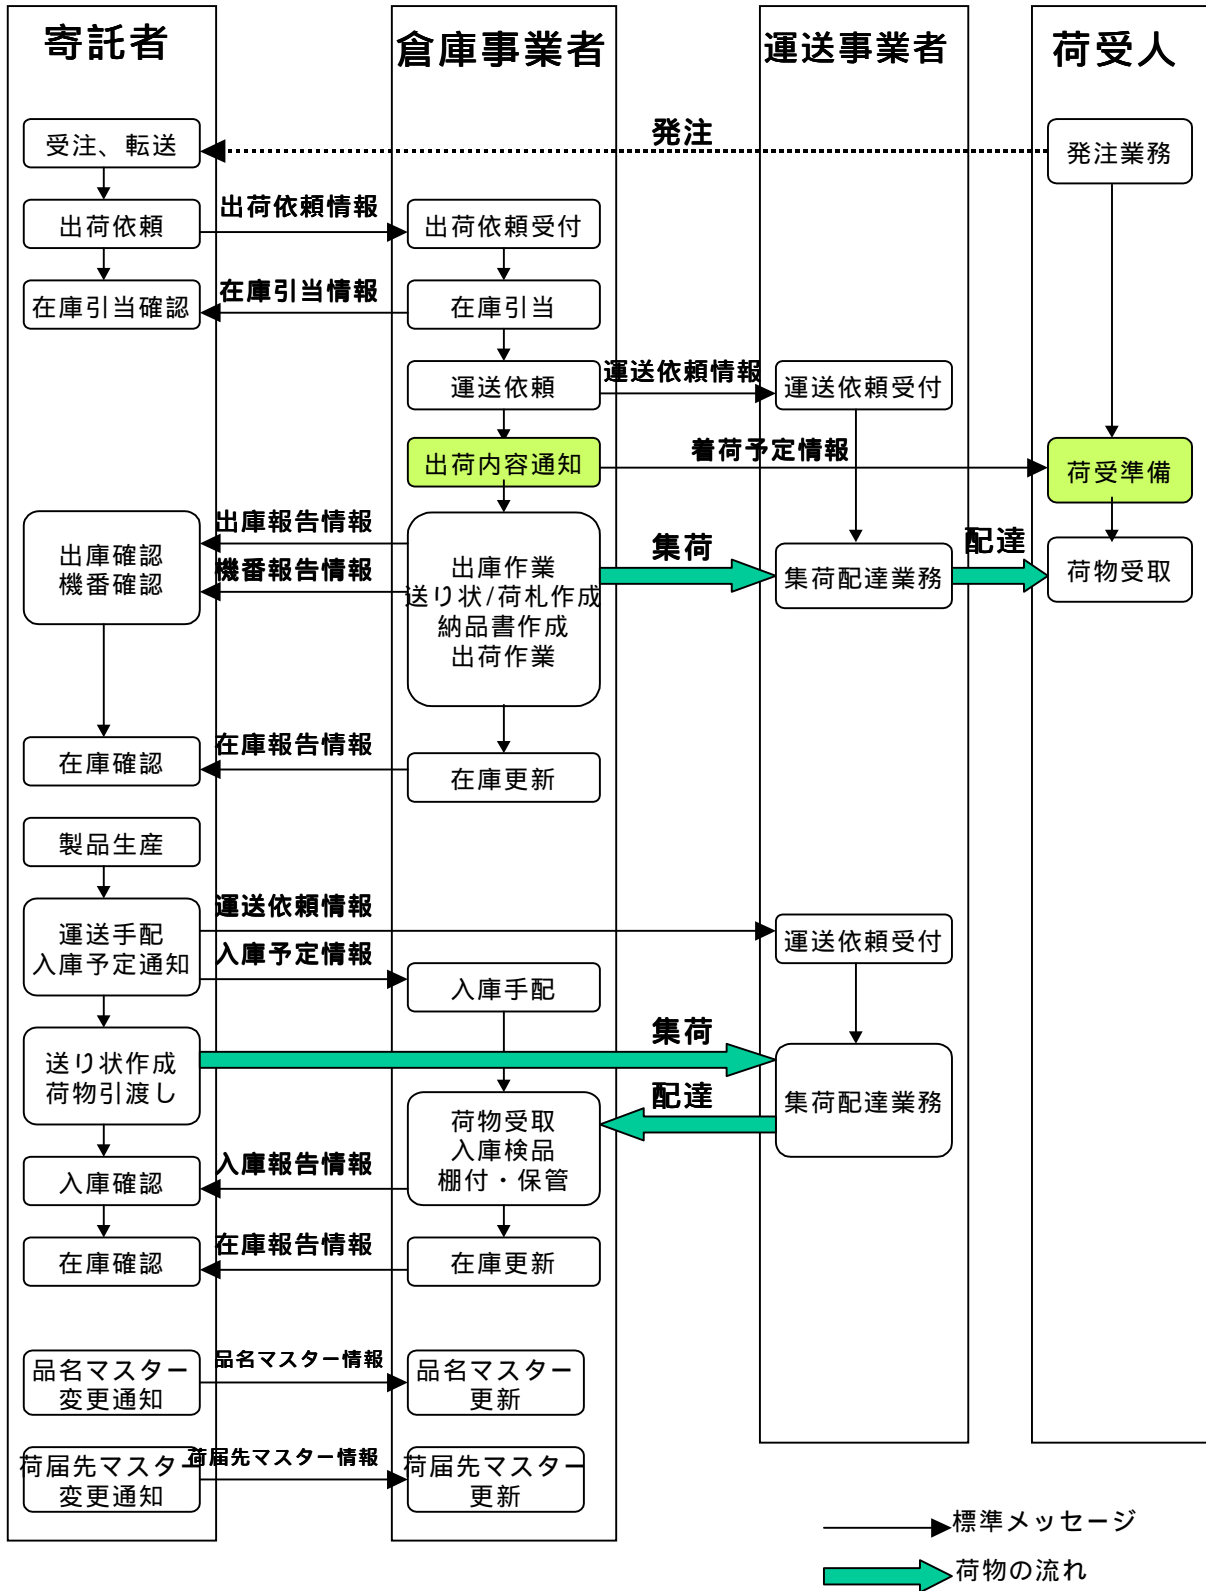 寄託者
倉庫事業者
運送事業者
荷受人
発注
受注、転送
発注業務
出荷依頼情報
出荷依頼
出荷依頼受付
在庫引当情報
在庫引当確認
在庫引当
運送依頼情報
運送依頼
運送依頼受付
着荷予定情報
出荷内容通知
荷受準備
出庫報告情報
機番報告情報
出庫確認
機番確認
出庫作業
送り状/荷札作成
納品書作成
出荷作業
集荷
集荷配達業務
配達
荷物受取
在庫報告情報
在庫確認
在庫更新
製品生産
運送依頼情報
運送手配
入庫予定通知
入庫予定情報
運送依頼受付
入庫手配
集荷
送り状作成
荷物引渡し
配達
集荷配達業務
荷物受取
入庫検品
棚付・保管
入庫報告情報
入庫確認
在庫報告情報
在庫確認
在庫更新
品名マスター情報
品名マスター
変更通知
品名マスター
更新
荷届先マスター情報
荷届先マスター
変更通知
荷届先マスター
更新
標準メッセージ
荷物の流れ